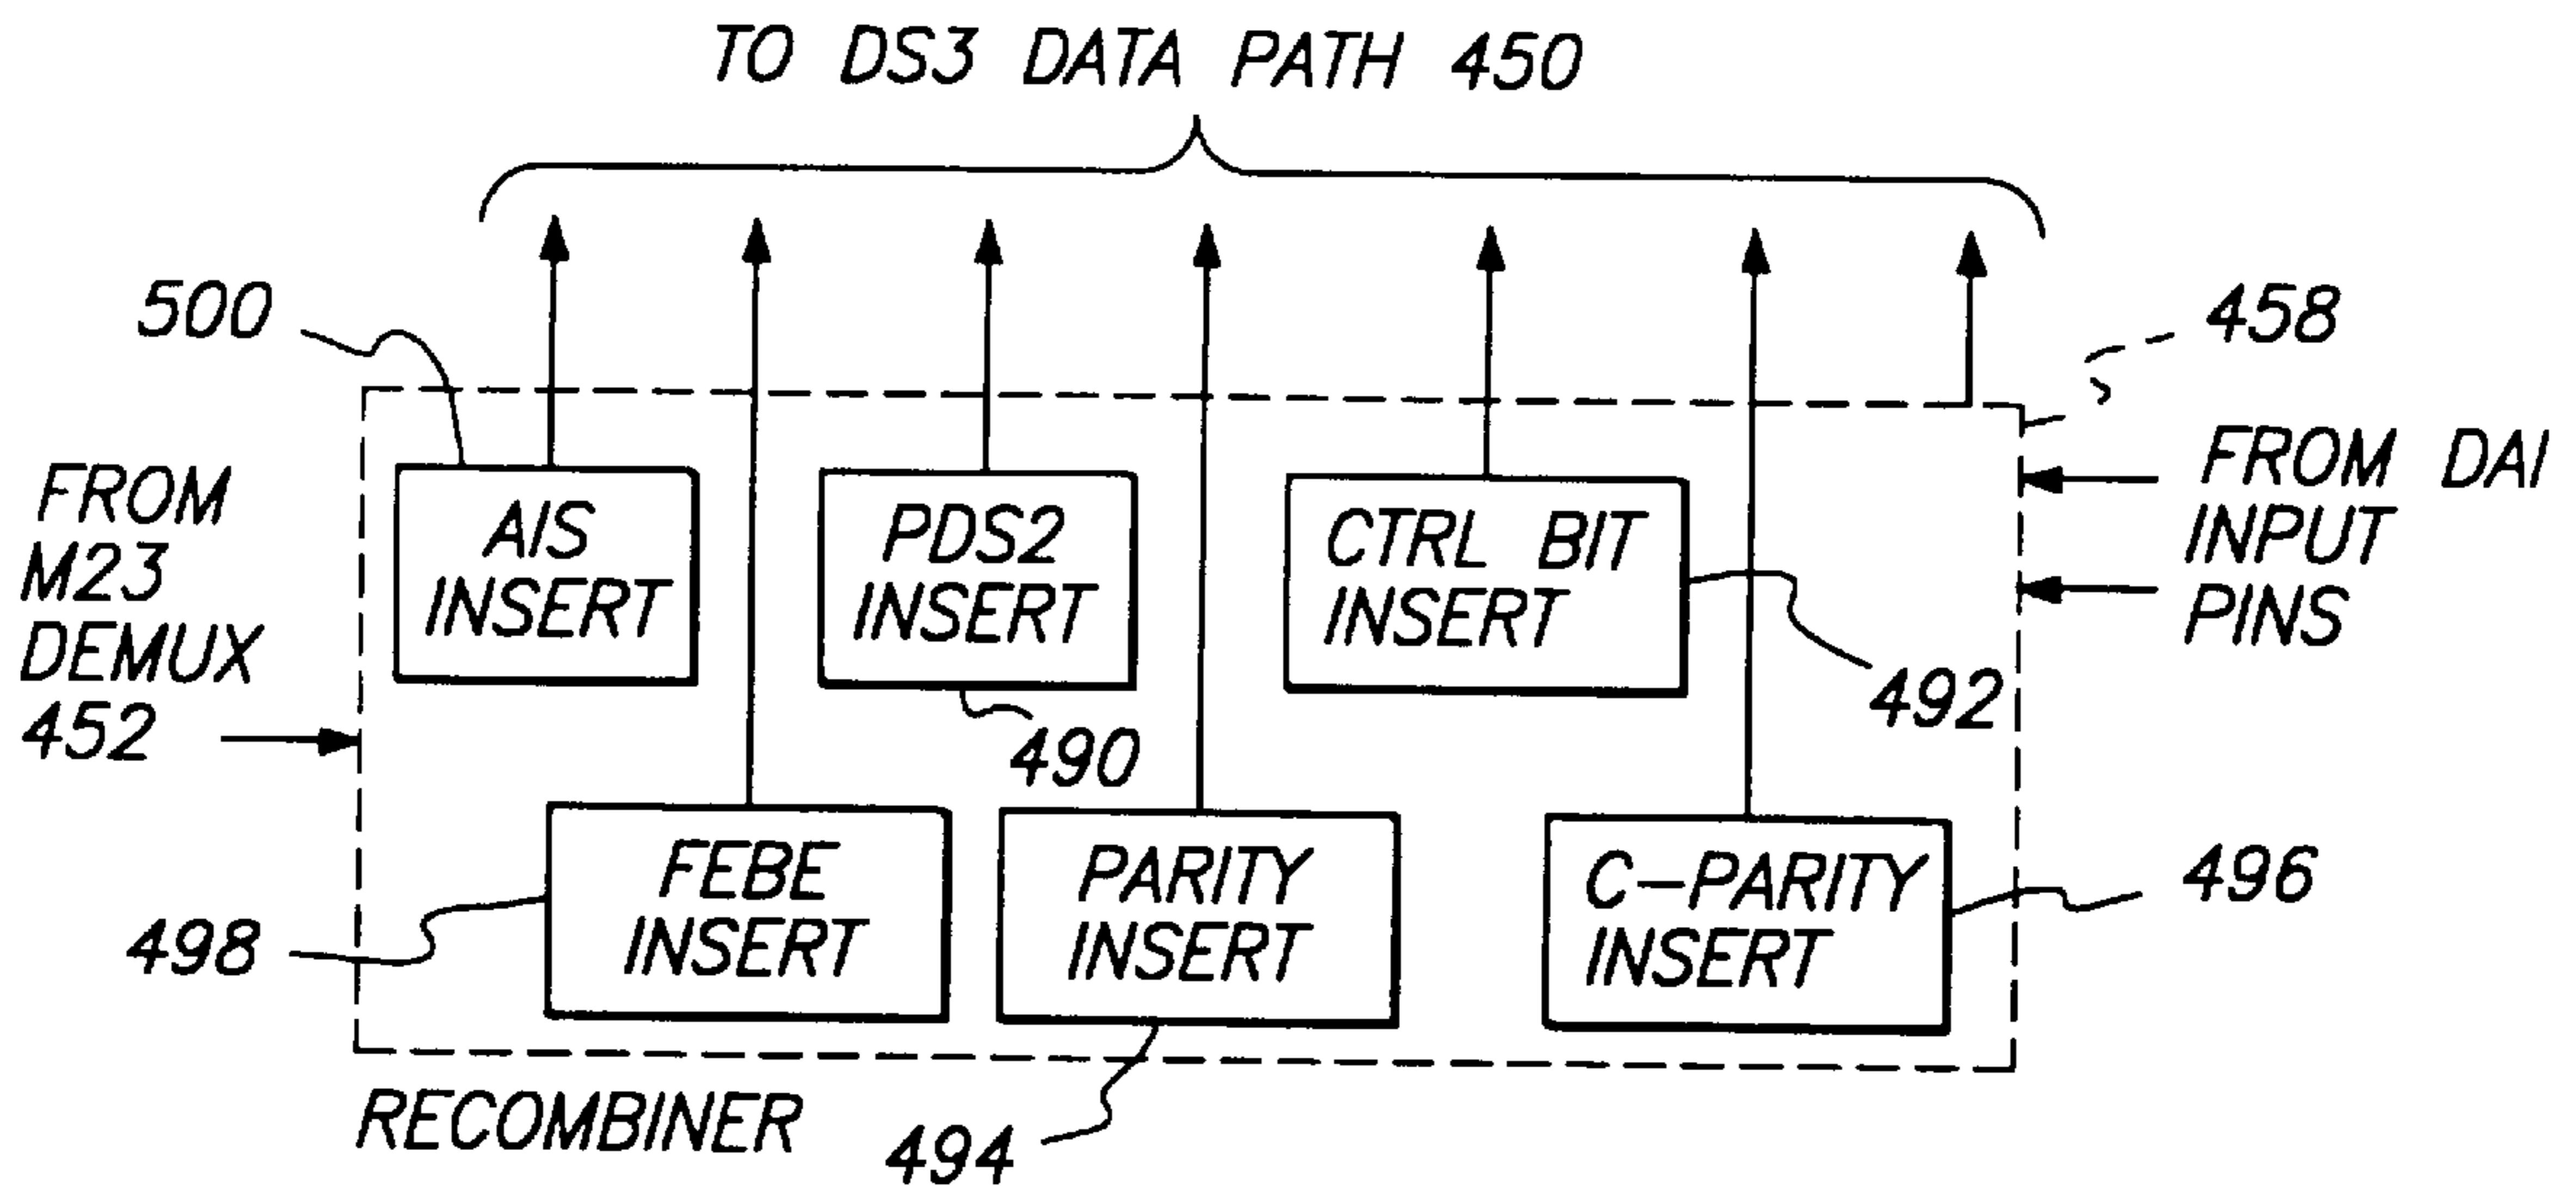 TO DS3 DATA PATH 450
500
458
FROM
M23
DEMUX
452
AIS
INSERT
PDS2
INSERT
490
CTRL BIT
INSERT
492
FROM DAI
INPUT
PINS
498
FEBE
INSERT
PARITY
INSERT
C-PARITY
INSERT
496
RECOMBINER
494